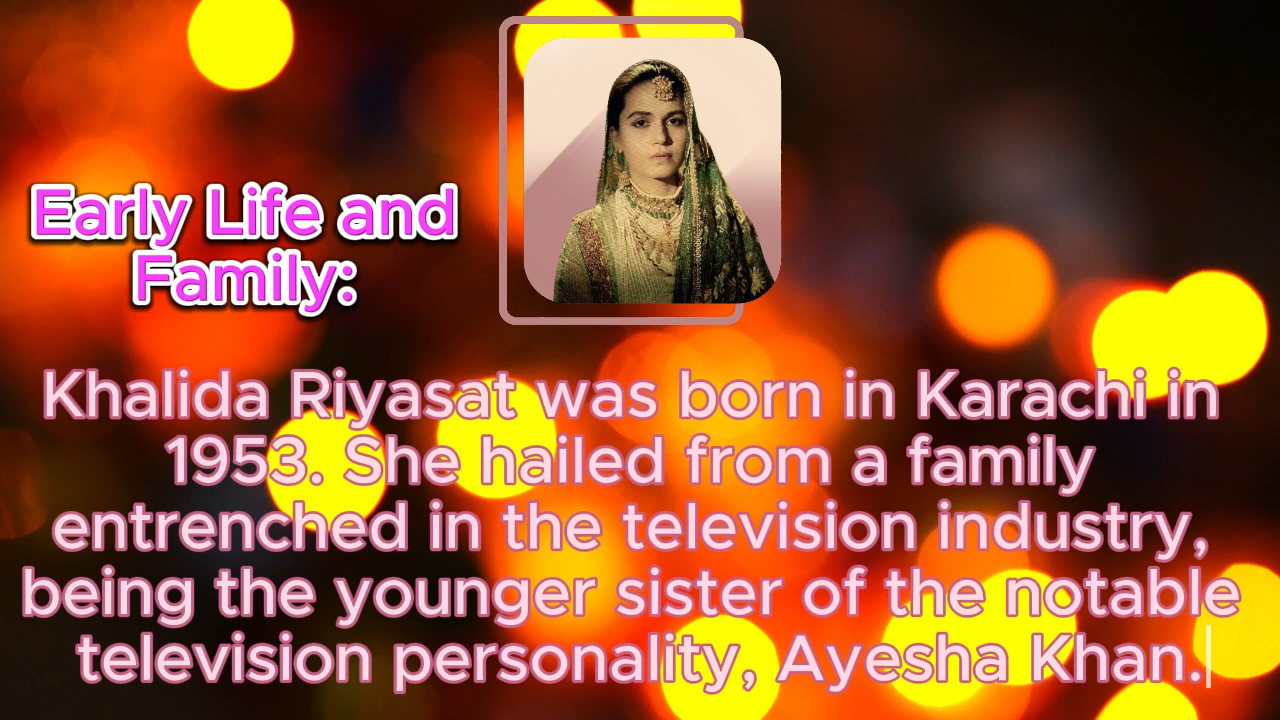 Early Life and
Family:
Khalida Riyasat was born in Karachi in
1953. She hailed from a family
entrenched in the television industry,
being the younger sister of the notable
television personality, Ayesha Khan.